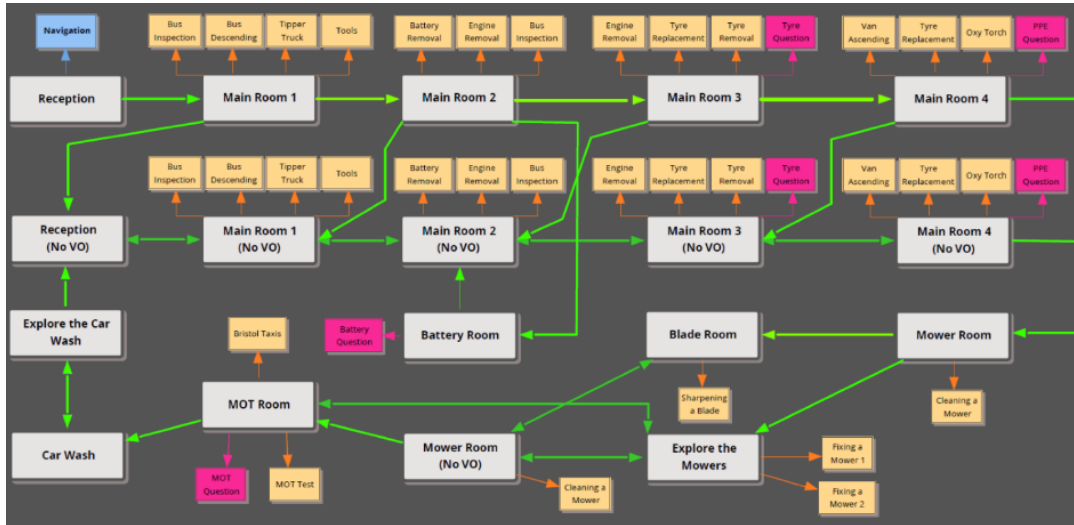 Navigation
Bus
Inspection
Bus
Descending
Tipper
Truck
Tools
Battery
Removal
Engine
Removal
Bus
Inspection
Engine
Removal
Tyre
Replacement
Tyre
Removal
Tyre
Question
Van
Ascending
Tyre
Replacement
Oxy Torch
PPE
Question
Reception
Main Room 1
Main Room 2
Main Room 3
Main Room 4
Bus
Inspection
Bus
Descending
Tipper
Truck
Tools
Battery
Removal
Engine
Removal
Bus
Inspection
Engine
Removal
Tyre
Replacement
Tyre
Removal
Tyre
Question
Van
Ascending
Tyre
Replacement
Oxy Torch
PPE
Question
Reception
(No VO)
Main Room 1
(No VO)
Main Room 2
(No VO)
Main Room 3
(No VO)
Main Room 4
(No VO)
Explore the Car
Wash
Bristol Taxis
Battery
Question
Battery Room
Blade Room
Mower Room
MOT Room
Sharpening
a Blade
Cleaning a
Mower
Car Wash
Mower Room
(No VO)
Explore the
Mowers
Fixing a
Mower 1
MOT
Question
MOT Test
Cleaning a
Mower
Fixing a
Mower 2